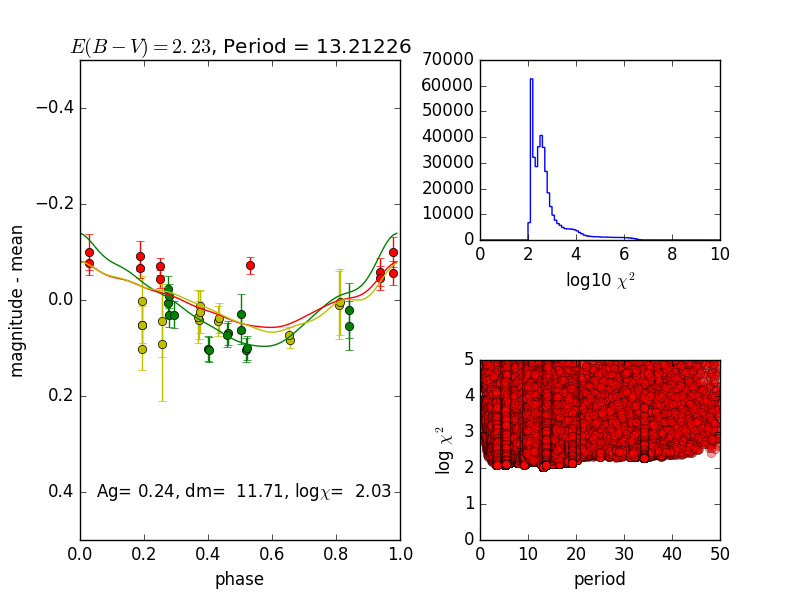 E(B−V)=2.23, Period = 13.21226
−0.4
−0.2
0.0
0.2
0.4
magnitude - mean
Ag= 0.24, dm=  11.71, logχ=  2.03
0.0 0.2 0.4 0.6 0.8 1.0
phase
70000
60000
50000
40000
30000
20000
10000
0
0 2 4 6 8 10
log10 χ²
5
4
3
2
1
0
log χ²
0 10 20 30 40 50
period